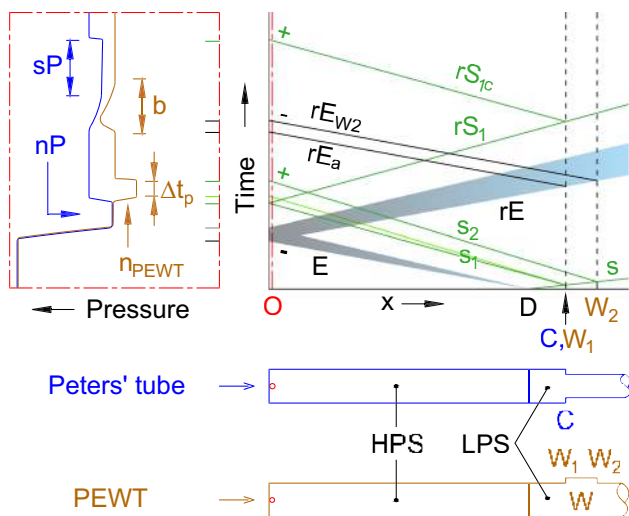 sP
b
nP
Δtp
nPEWT
Pressure
Time
+
rS1c
-
rEW2
rS1
rEa
+
rE
s2
s1
E
-
s
O
x
D
W2
C,W1
Peters' tube
C
HPS
LPS
W1 W2
W
PEWT